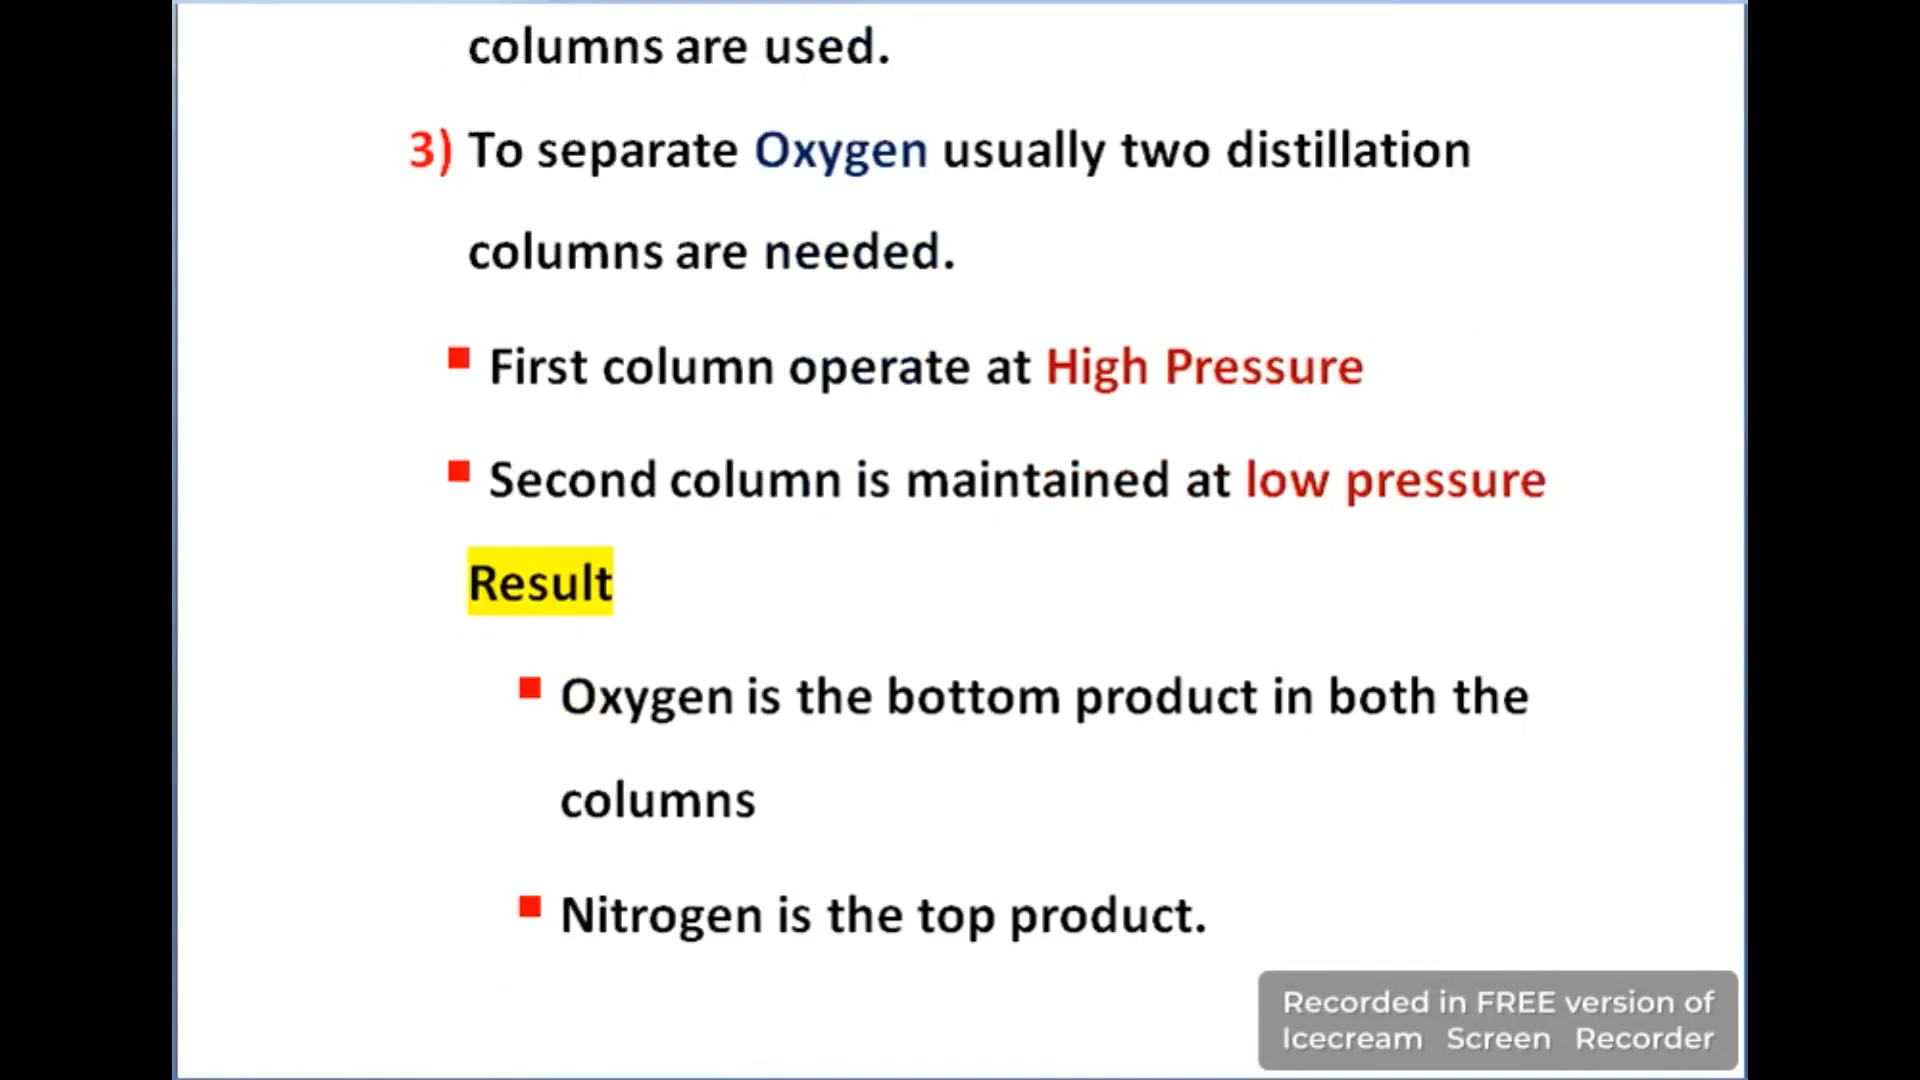 columns are used.
3) To separate Oxygen usually two distillation
columns are needed.
▪ First column operate at High Pressure
▪ Second column is maintained at low pressure
Result
▪ Oxygen is the bottom product in both the
columns
▪ Nitrogen is the top product.
Recorded in FREE version of
Icecream Screen Recorder